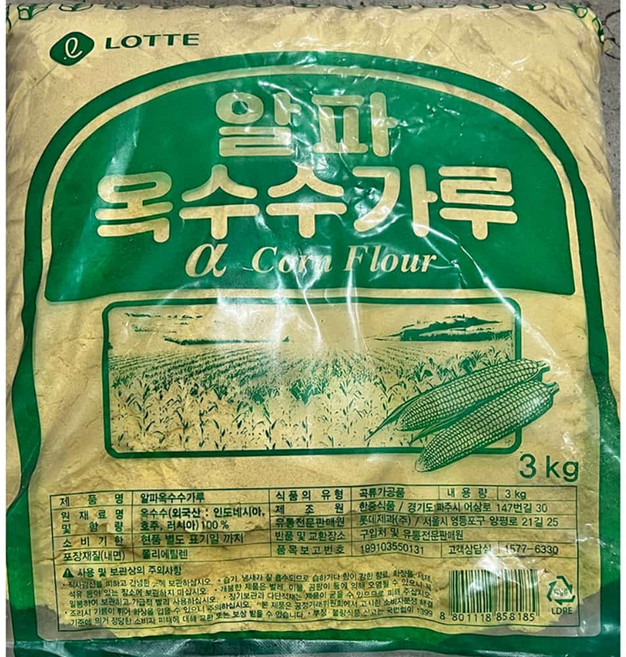 LOTTE
알파
옥수수가루
α Corn Flour
3 kg
제품명 알파옥수수가루 식품의 유형 곡류가공품 내용량 3 kg
원재료명 및 함량 옥수수(외국산 : 인도네시아, 호주, 러시아) 100 %
제조원 한중식품 / 경기도 파주시 어삼로 147번길 30
유통전문판매원 롯데제과(주) / 서울시 영등포구 양평로 21길 25
소비기한 현품 별도 표기일 까지 반품 및 교환장소 구입처 및 유통전문판매원
포장재질(내면) 폴리에틸렌 품목보고번호 189103550131 고객상담실 1577-6330
사용 및 보관상의 주의사항
LDPE
8 801118 858185